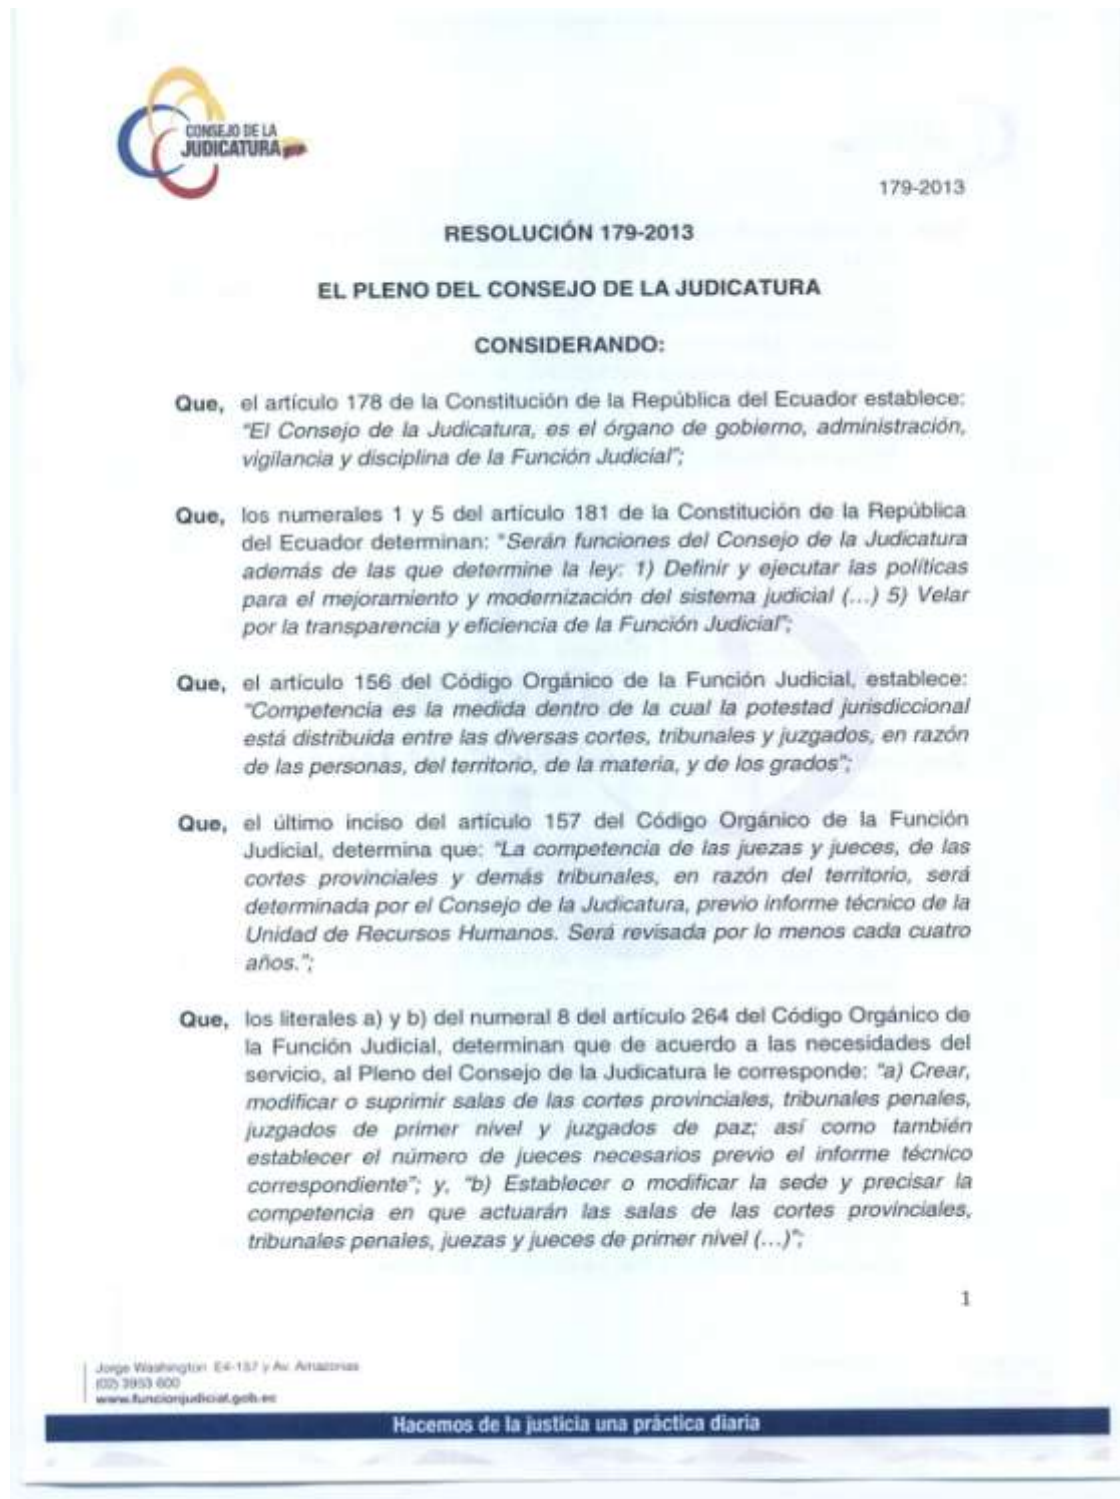 CONSEJO DE LA
JUDICATURA
179-2013
RESOLUCIÓN 179-2013
EL PLENO DEL CONSEJO DE LA JUDICATURA
CONSIDERANDO:
Que, el artículo 178 de la Constitución de la República del Ecuador establece:
"El Consejo de la Judicatura, es el órgano de gobierno, administración,
vigilancia y disciplina de la Función Judicial";
Que, los numerales 1 y 5 del artículo 181 de la Constitución de la República
del Ecuador determinan: "Serán funciones del Consejo de la Judicatura
además de las que determine la ley: 1) Definir y ejecutar las políticas
para el mejoramiento y modernización del sistema judicial (...) 5) Velar
por la transparencia y eficiencia de la Función Judicial";
Que, el artículo 156 del Código Orgánico de la Función Judicial, establece:
"Competencia es la medida dentro de la cual la potestad jurisdiccional
está distribuida entre las diversas cortes, tribunales y juzgados, en razón
de las personas, del territorio, de la materia, y de los grados";
Que, el último inciso del artículo 157 del Código Orgánico de la Función
Judicial, determina que: "La competencia de las juezas y jueces, de las
cortes provinciales y demás tribunales, en razón del territorio, será
determinada por el Consejo de la Judicatura, previo informe técnico de la
Unidad de Recursos Humanos. Será revisada por lo menos cada cuatro
años.";
Que, los literales a) y b) del numeral 8 del artículo 264 del Código Orgánico de
la Función Judicial, determinan que de acuerdo a las necesidades del
servicio, al Pleno del Consejo de la Judicatura le corresponde: "a) Crear,
modificar o suprimir salas de las cortes provinciales, tribunales penales,
juzgados de primer nivel y juzgados de paz; así como también
establecer el número de jueces necesarios previo el informe técnico
correspondiente"; y, "b) Establecer o modificar la sede y precisar la
competencia en que actuarán las salas de las cortes provinciales,
tribunales penales, juezas y jueces de primer nivel (...)";
1
Jorge Washington E4-157 y Av. Amazonas
(02) 3953 600
www.funcionjudicial.gob.ec
Hacemos de la justicia una práctica diaria